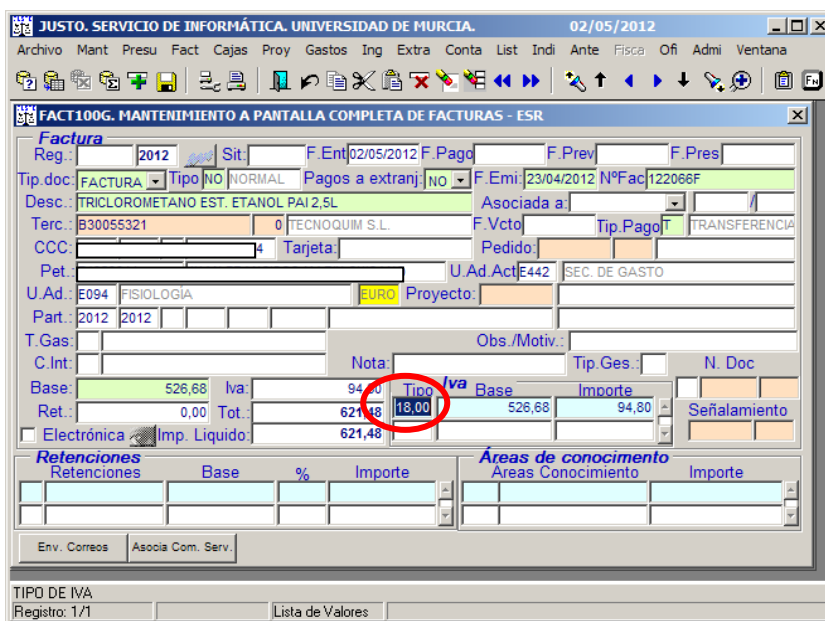 JUSTO. SERVICIO DE INFORMÁTICA. UNIVERSIDAD DE MURCIA. 02/05/2012
Archivo Mant Presu Fact Cajas Proy Gastos Ing Extra Conta List Indi Ante Fisca Ofi Admi Ventana
FACT100G. MANTENIMIENTO A PANTALLA COMPLETA DE FACTURAS - ESR
Factura
Reg.: 2012 Sit: F.Ent 02/05/2012 F.Pago F.Prev F.Pres
Tip.doc: FACTURA Tipo NO NORMAL Pagos a extranj: NO F.Emi: 23/04/2012 NºFac 122066F
Desc.: TRICLOROMETANO EST. ETANOL PAI 2,5L Asociada a: /
Terc.: B30055321 0 TECNOQUIM S.L. F.Vcto Tip.Pago T TRANSFERENCIA
CCC: 4 Tarjeta: Pedido:
Pet.: U.Ad.Act E442 SEC. DE GASTO
U.Ad.: E094 FISIOLOGÍA EURO Proyecto:
Part.: 2012 2012
T.Gas: Obs./Motiv.:
C.Int: Nota: Tip.Ges.: N. Doc
Base: 526,68 Iva: 94,80 Tipo Iva Base Importe
Ret.: 0,00 Tot.: 621,48 18,00 526,68 94,80 Señalamiento
Electrónica Imp. Liquido: 621,48
Retenciones Áreas de conocimento
Retenciones Base % Importe Areas Conocimiento Importe
Env. Correos Asocia Com. Serv.
TIPO DE IVA
Registro: 1/1 Lista de Valores